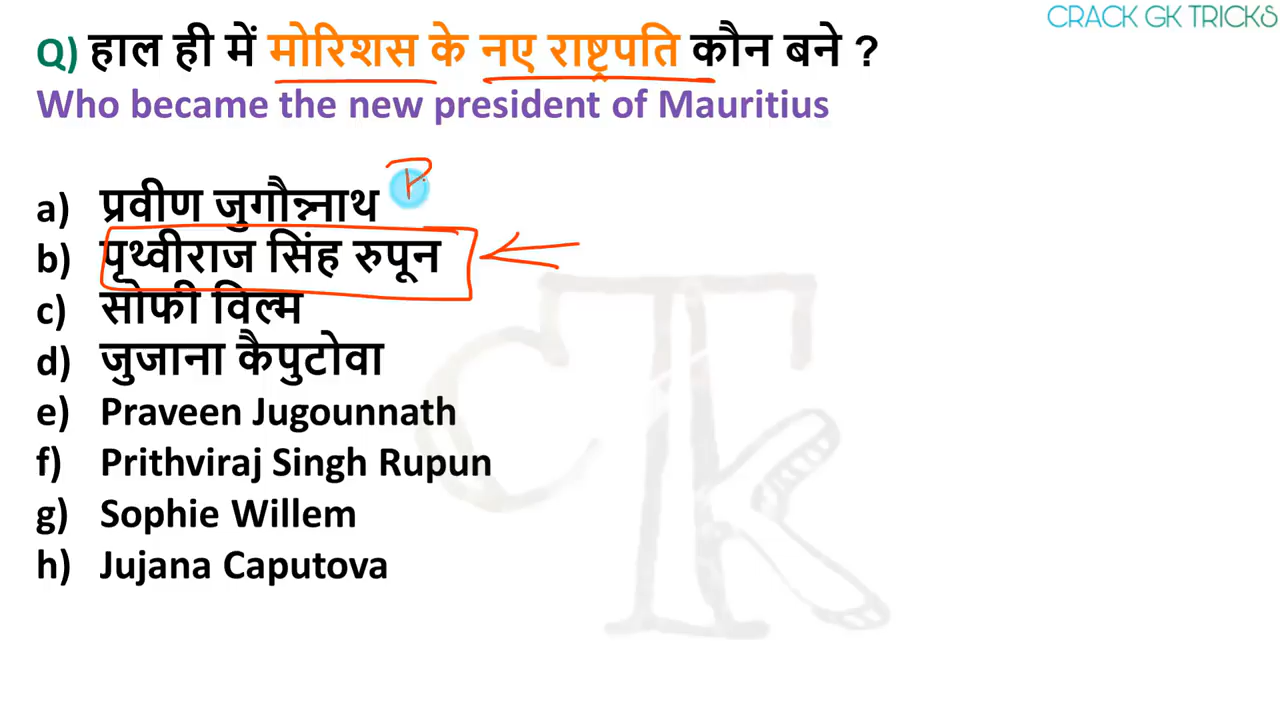 CRACK GK TRICKS
Q) हाल ही में मोरिशस के नए राष्ट्रपति कौन बने ?
Who became the new president of Mauritius
a) प्रवीण जुगौन्नाथ P
b) पृथ्वीराज सिंह रुपून
c) सोफी विल्म
d) जुजाना कैपुटोवा
e) Praveen Jugounnath
f) Prithviraj Singh Rupun
g) Sophie Willem
h) Jujana Caputova